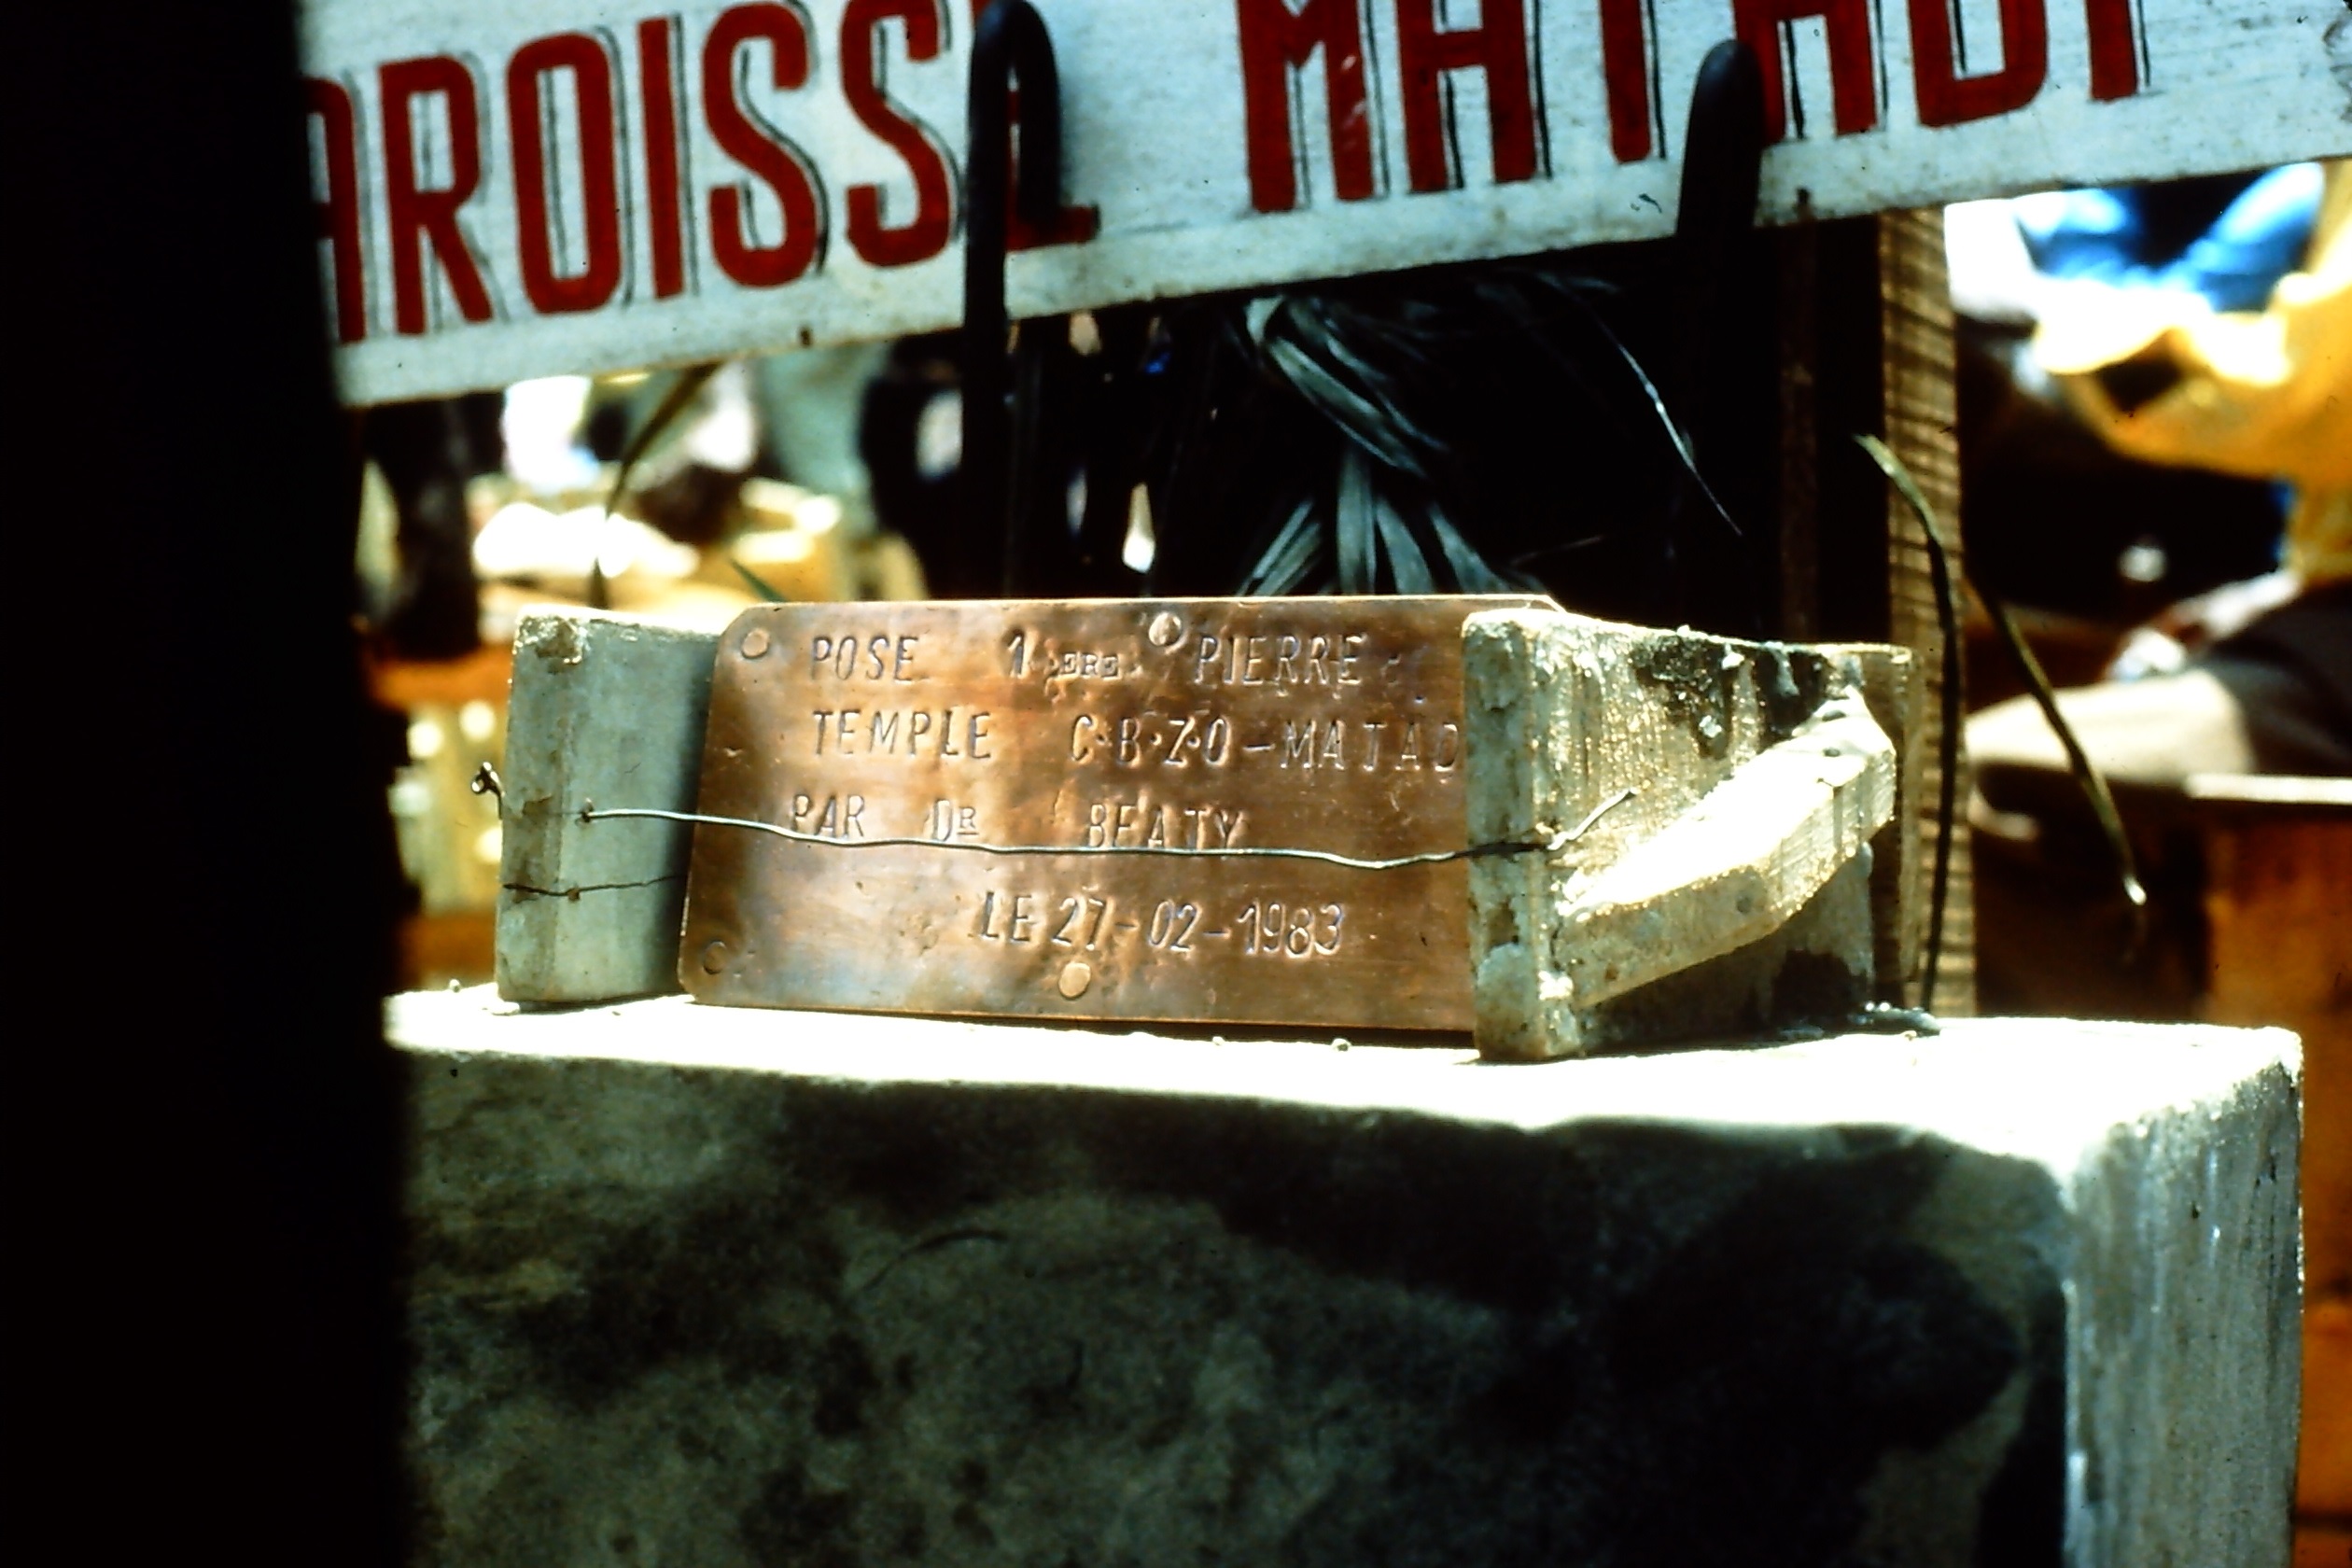 AROISSE MATADI
POSE 1ERE PIERRE
TEMPLE C.B.Z.O-MATAD
PAR DR BEATY
LE 27-02-1983